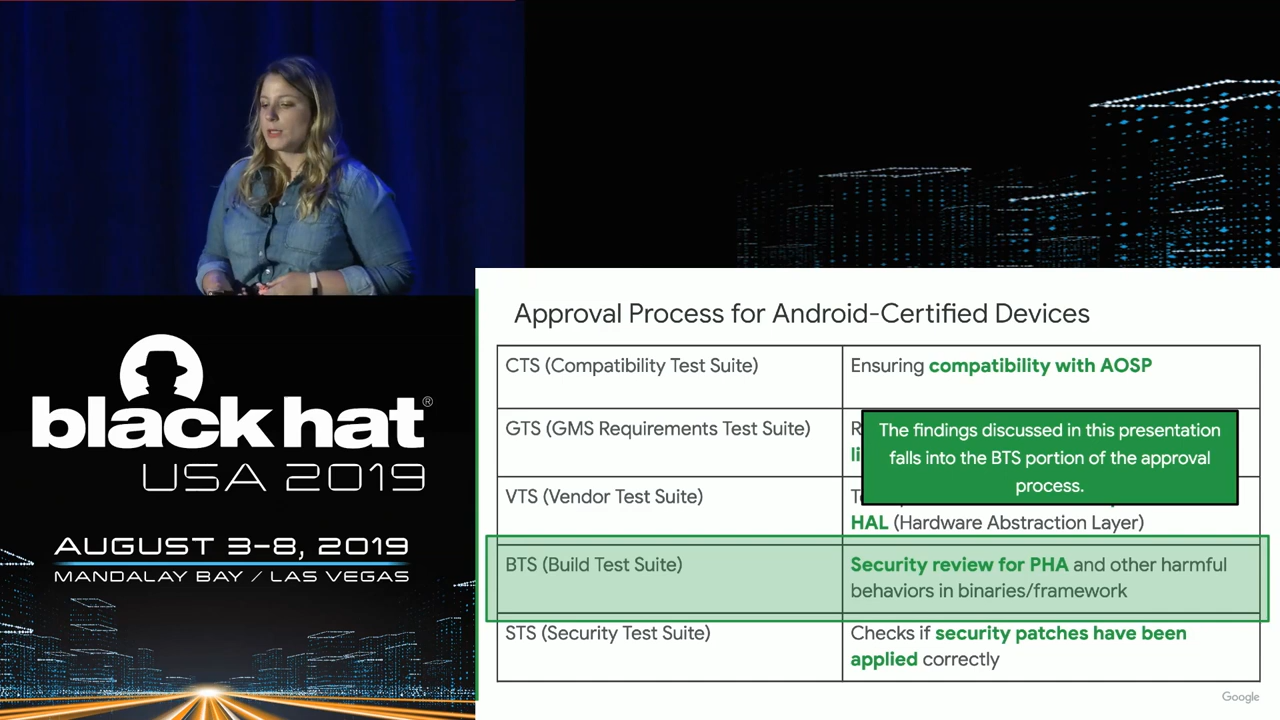 black hat®
USA 2019
AUGUST 3-8, 2019
MANDALAY BAY / LAS VEGAS
Approval Process for Android-Certified Devices
CTS (Compatibility Test Suite)
Ensuring compatibility with AOSP
GTS (GMS Requirements Test Suite)
The findings discussed in this presentation
falls into the BTS portion of the approval
process.
VTS (Vendor Test Suite)
HAL (Hardware Abstraction Layer)
BTS (Build Test Suite)
Security review for PHA and other harmful
behaviors in binaries/framework
STS (Security Test Suite)
Checks if security patches have been
applied correctly
Google